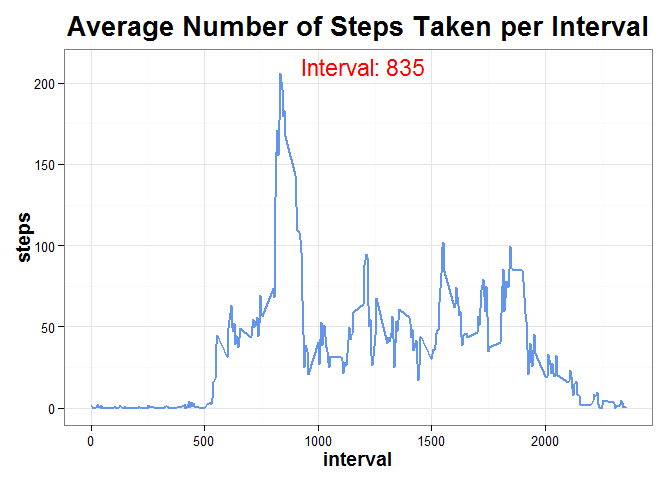 Average Number of Steps Taken per Interval
Interval: 835
200
150
100
50
0
steps
0 500 1000 1500 2000
interval